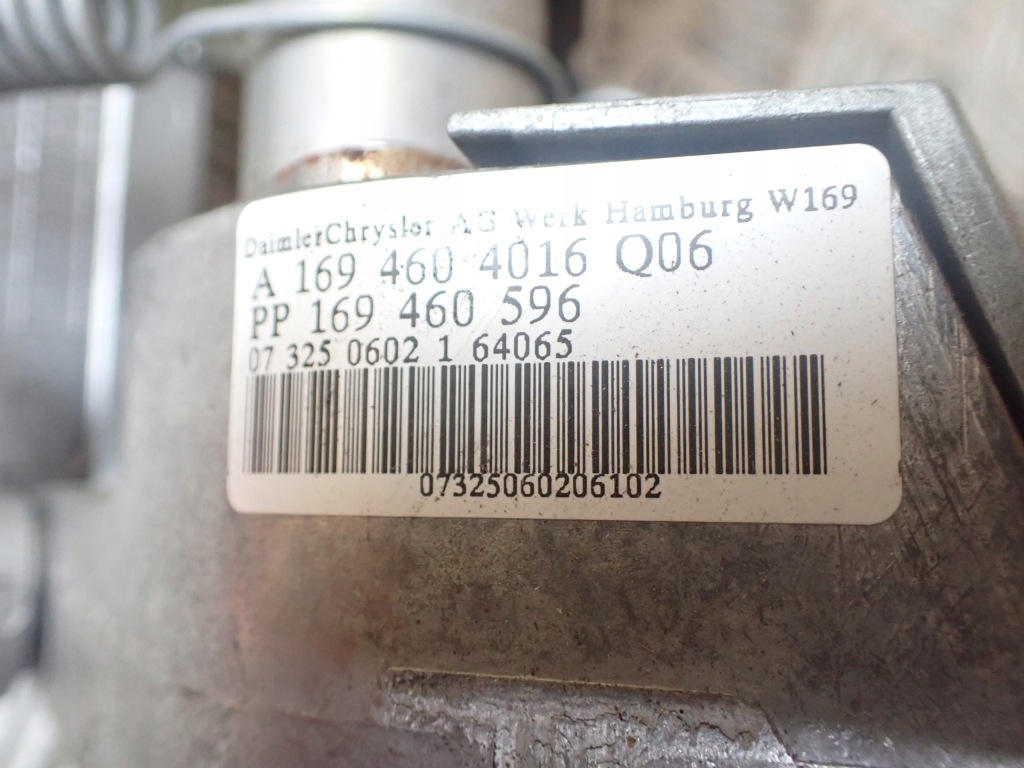 DaimlerChrysler AG Werk Hamburg W169
A 169 460 4016 Q06
PP 169 460 596
07 325 0602 1 64065
07325060206102